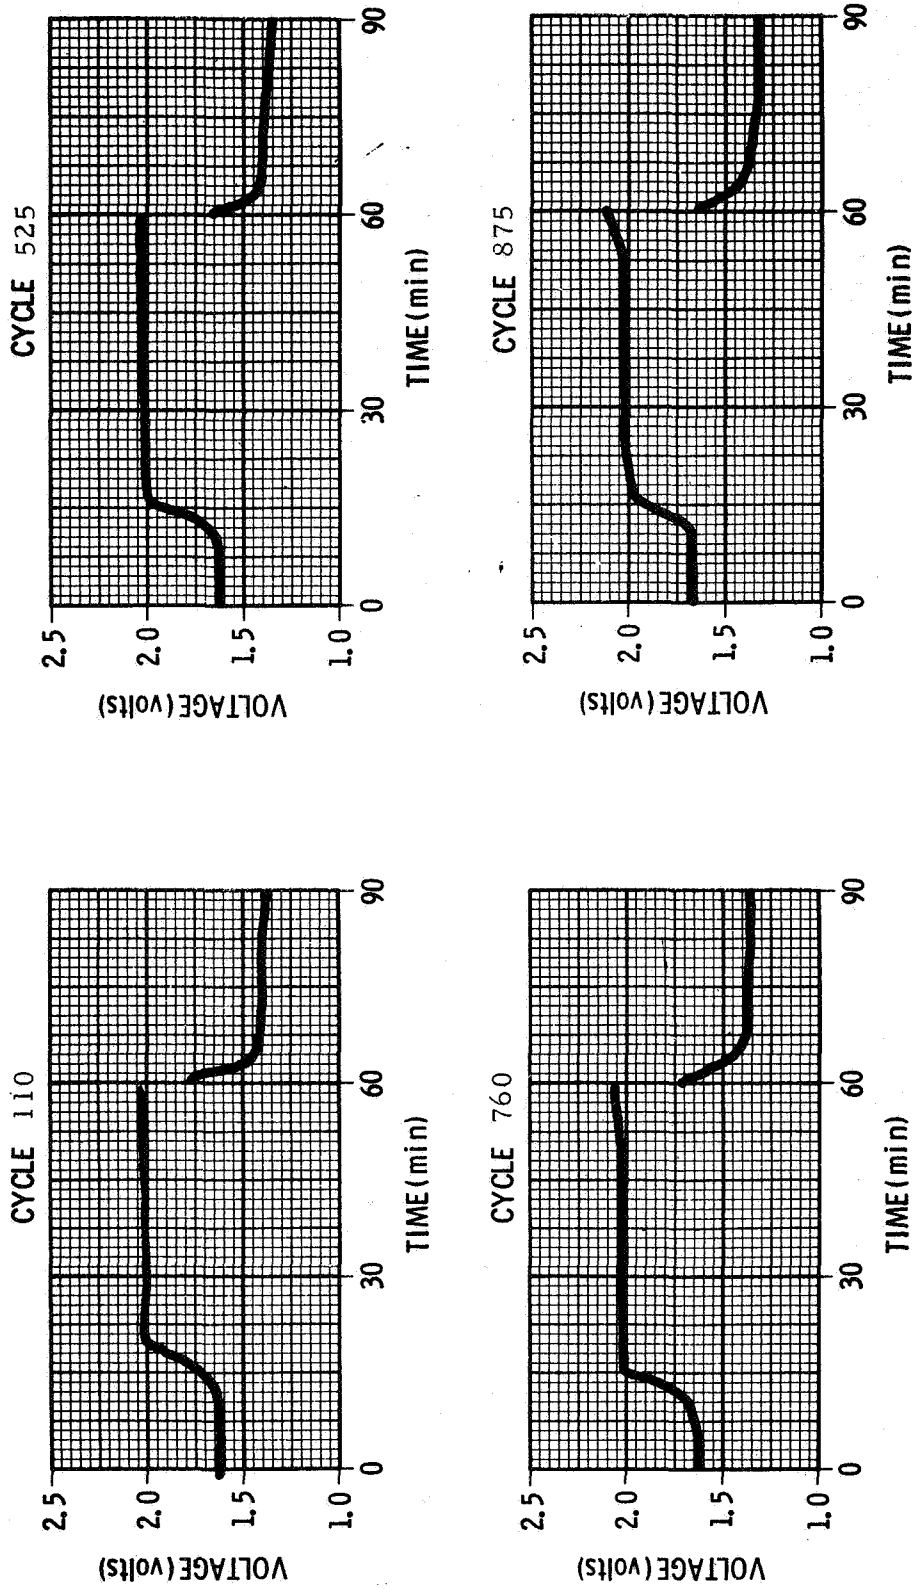 CYCLE 110
VOLTAGE (volts)
2.5
2.0
1.5
1.0
0
30
60
90
TIME (min)
CYCLE 525
VOLTAGE (volts)
2.5
2.0
1.5
1.0
0
30
60
90
TIME (min)
CYCLE 760
VOLTAGE (volts)
2.5
2.0
1.5
1.0
0
30
60
90
TIME (min)
CYCLE 875
VOLTAGE (volts)
2.5
2.0
1.5
1.0
0
30
60
90
TIME (min)